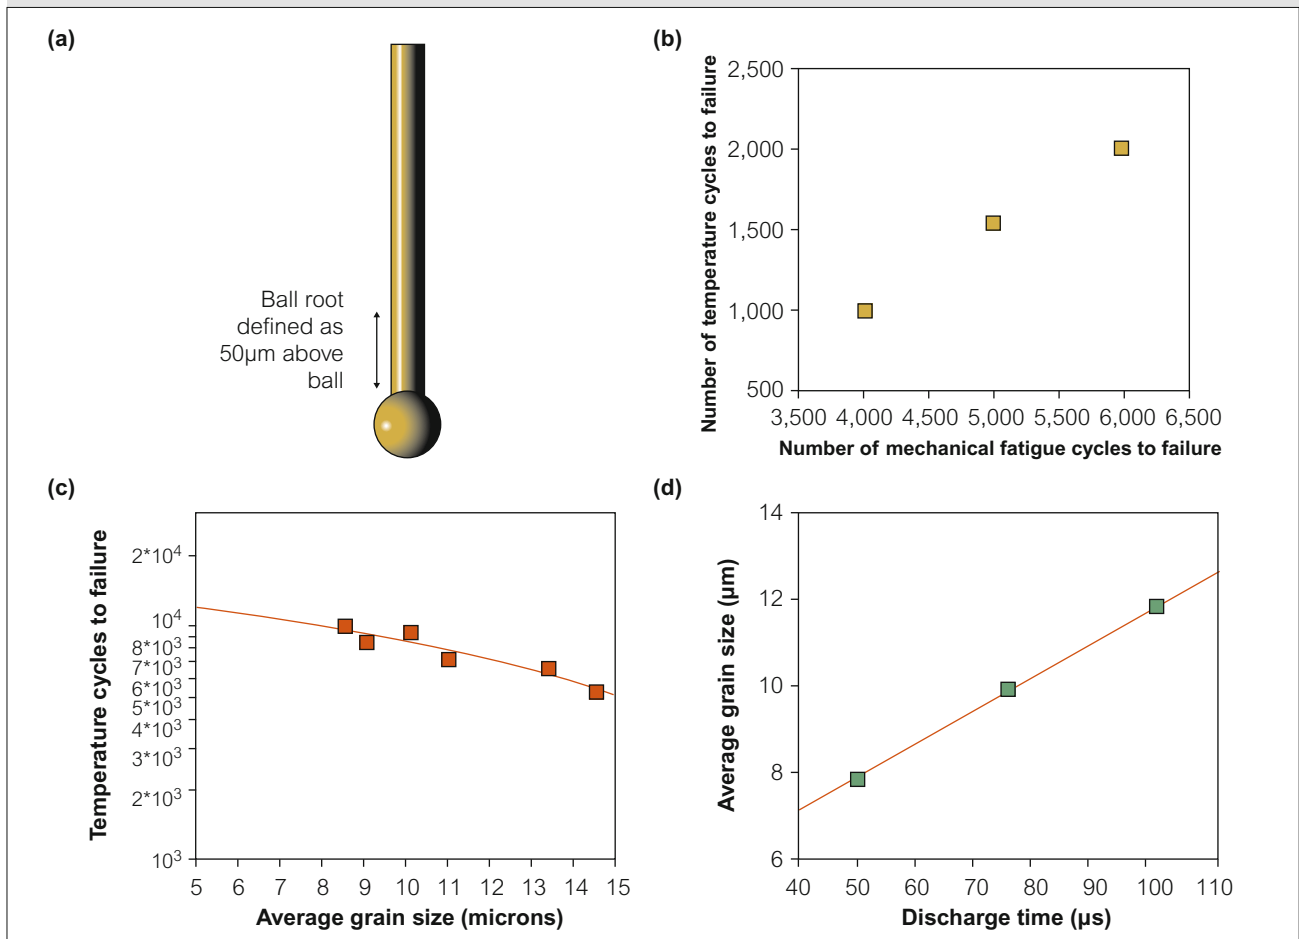 (a)
Ball root
defined as
50µm above
ball
(b)
Number of temperature cycles to failure
2,500
2,000
1,500
1,000
500
3,500 4,000 4,500 5,000 5,500 6,000 6,500
Number of mechanical fatigue cycles to failure
(c)
Temperature cycles to failure
2*10⁴
10⁴
8*10³
7*10³
6*10³
5*10³
4*10³
3*10³
2*10³
10³
5 6 7 8 9 10 11 12 13 14 15
Average grain size (microns)
(d)
Average grain size (µm)
14
12
10
8
6
40 50 60 70 80 90 100 110
Discharge time (µs)